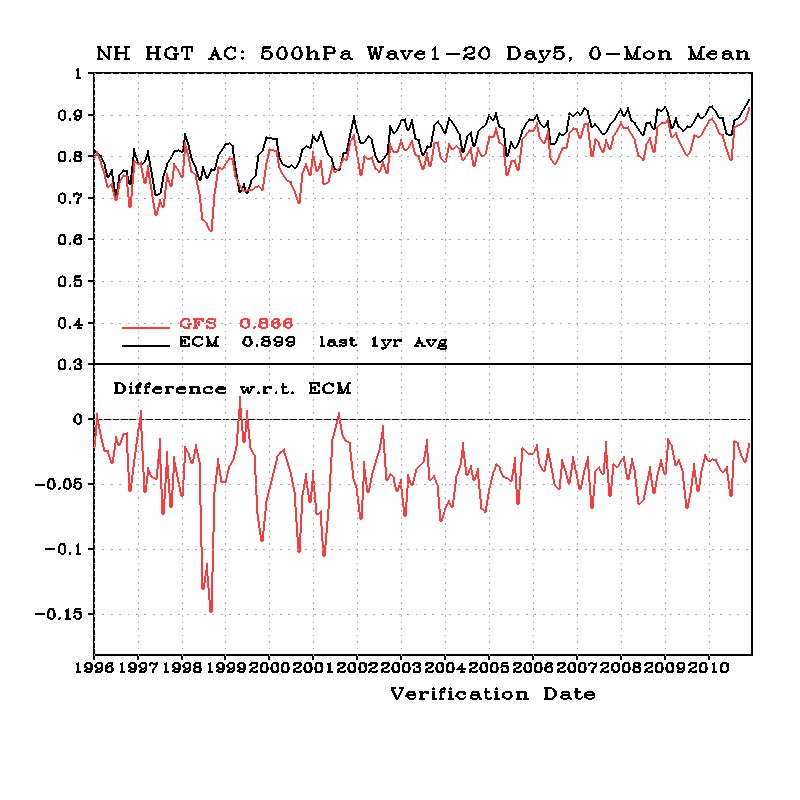 NH HGT AC: 500hPa Wave1-20 Day5, 0-Mon Mean
1
0.9
0.8
0.7
0.6
0.5
0.4
0.3
GFS 0.866
ECM 0.899 last 1yr Avg
Difference w.r.t. ECM
0
-0.05
-0.1
-0.15
1996 1997 1998 1999 2000 2001 2002 2003 2004 2005 2006 2007 2008 2009 2010
Verification Date